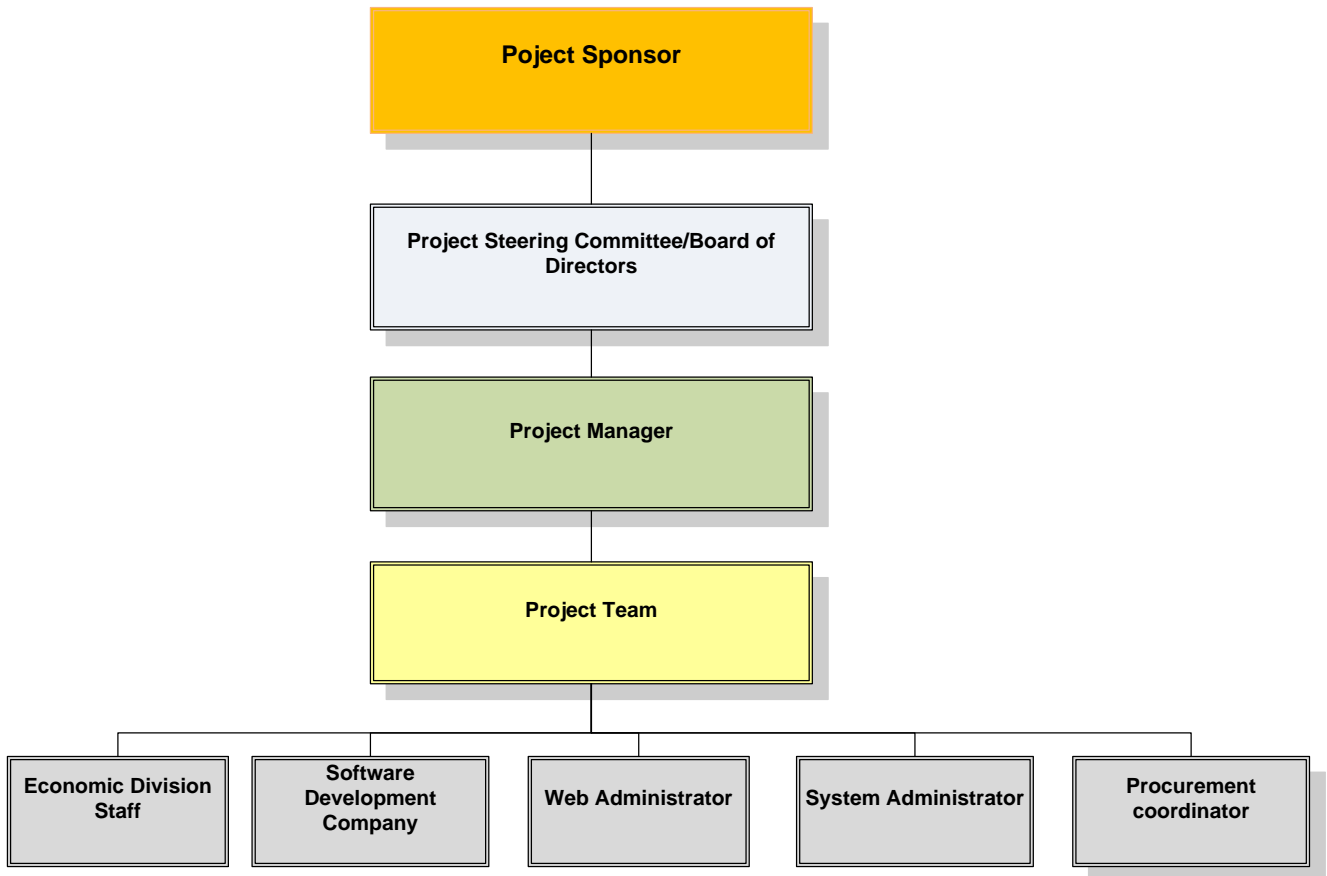 Poject Sponsor
Project Steering Committee/Board of
Directors
Project Manager
Project Team
Economic Division
Staff
Software
Development
Company
Web Administrator
System Administrator
Procurement
coordinator